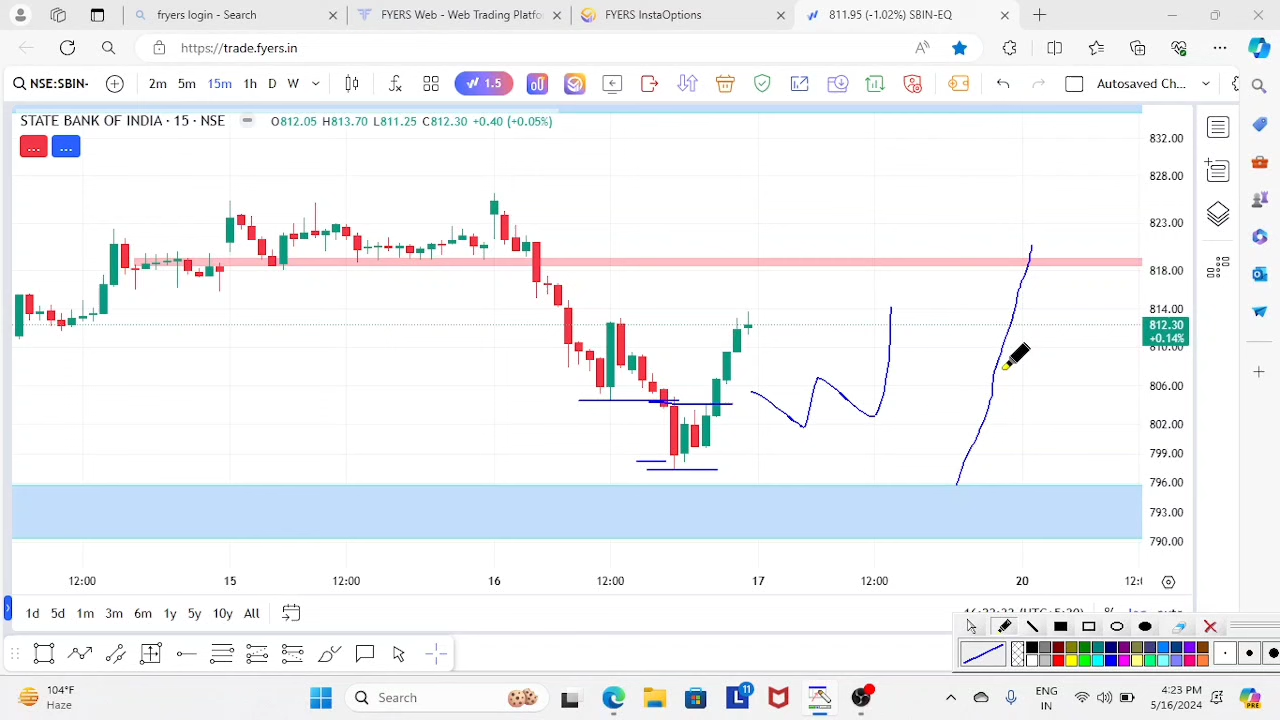 fryers login - Search
FYERS Web - Web Trading Platfo
FYERS InstaOptions
811.95 (-1.02%) SBIN-EQ
https://trade.fyers.in
NSE:SBIN-
2m 5m 15m 1h D W
1.5
Autosaved Ch...
STATE BANK OF INDIA · 15 · NSE
O812.05 H813.70 L811.25 C812.30 +0.40 (+0.05%)
... ...
832.00
828.00
823.00
818.00
814.00
812.30
+0.14%
810.00
806.00
802.00
799.00
796.00
793.00
790.00
12:00 15 12:00 16 12:00 17 12:00 20
1d 5d 1m 3m 6m 1y 5y 10y All
104°F
Haze
Search
11
ENG
IN
4:23 PM
5/16/2024
PRE